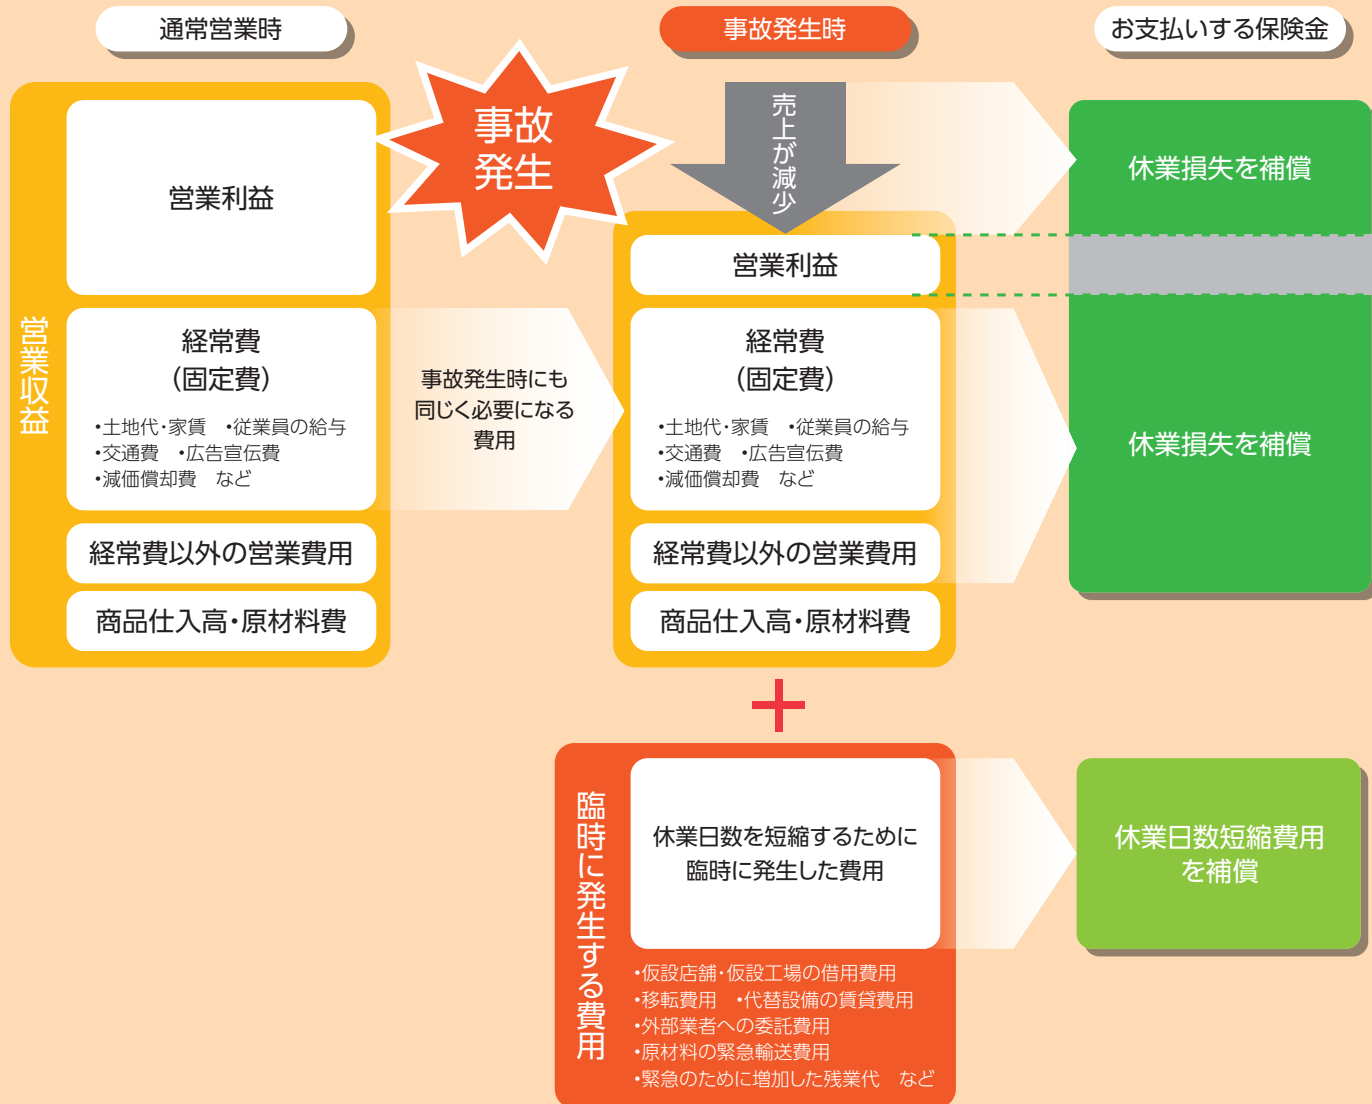 通常営業時
事故発生時
お支払いする保険金
営業収益
営業利益
経常費
(固定費)
•土地代・家賃　•従業員の給与
•交通費　•広告宣伝費
•減価償却費　など
経常費以外の営業費用
商品仕入高・原材料費
事故
発生
事故発生時にも
同じく必要になる
費用
売上が減少
営業利益
経常費
(固定費)
•土地代・家賃　•従業員の給与
•交通費　•広告宣伝費
•減価償却費　など
経常費以外の営業費用
商品仕入高・原材料費
休業損失を補償
休業損失を補償
+
臨時に発生する費用
休業日数を短縮するために
臨時に発生した費用
•仮設店舗・仮設工場の借用費用
•移転費用　•代替設備の賃貸費用
•外部業者への委託費用
•原材料の緊急輸送費用
•緊急のために増加した残業代　など
休業日数短縮費用
を補償